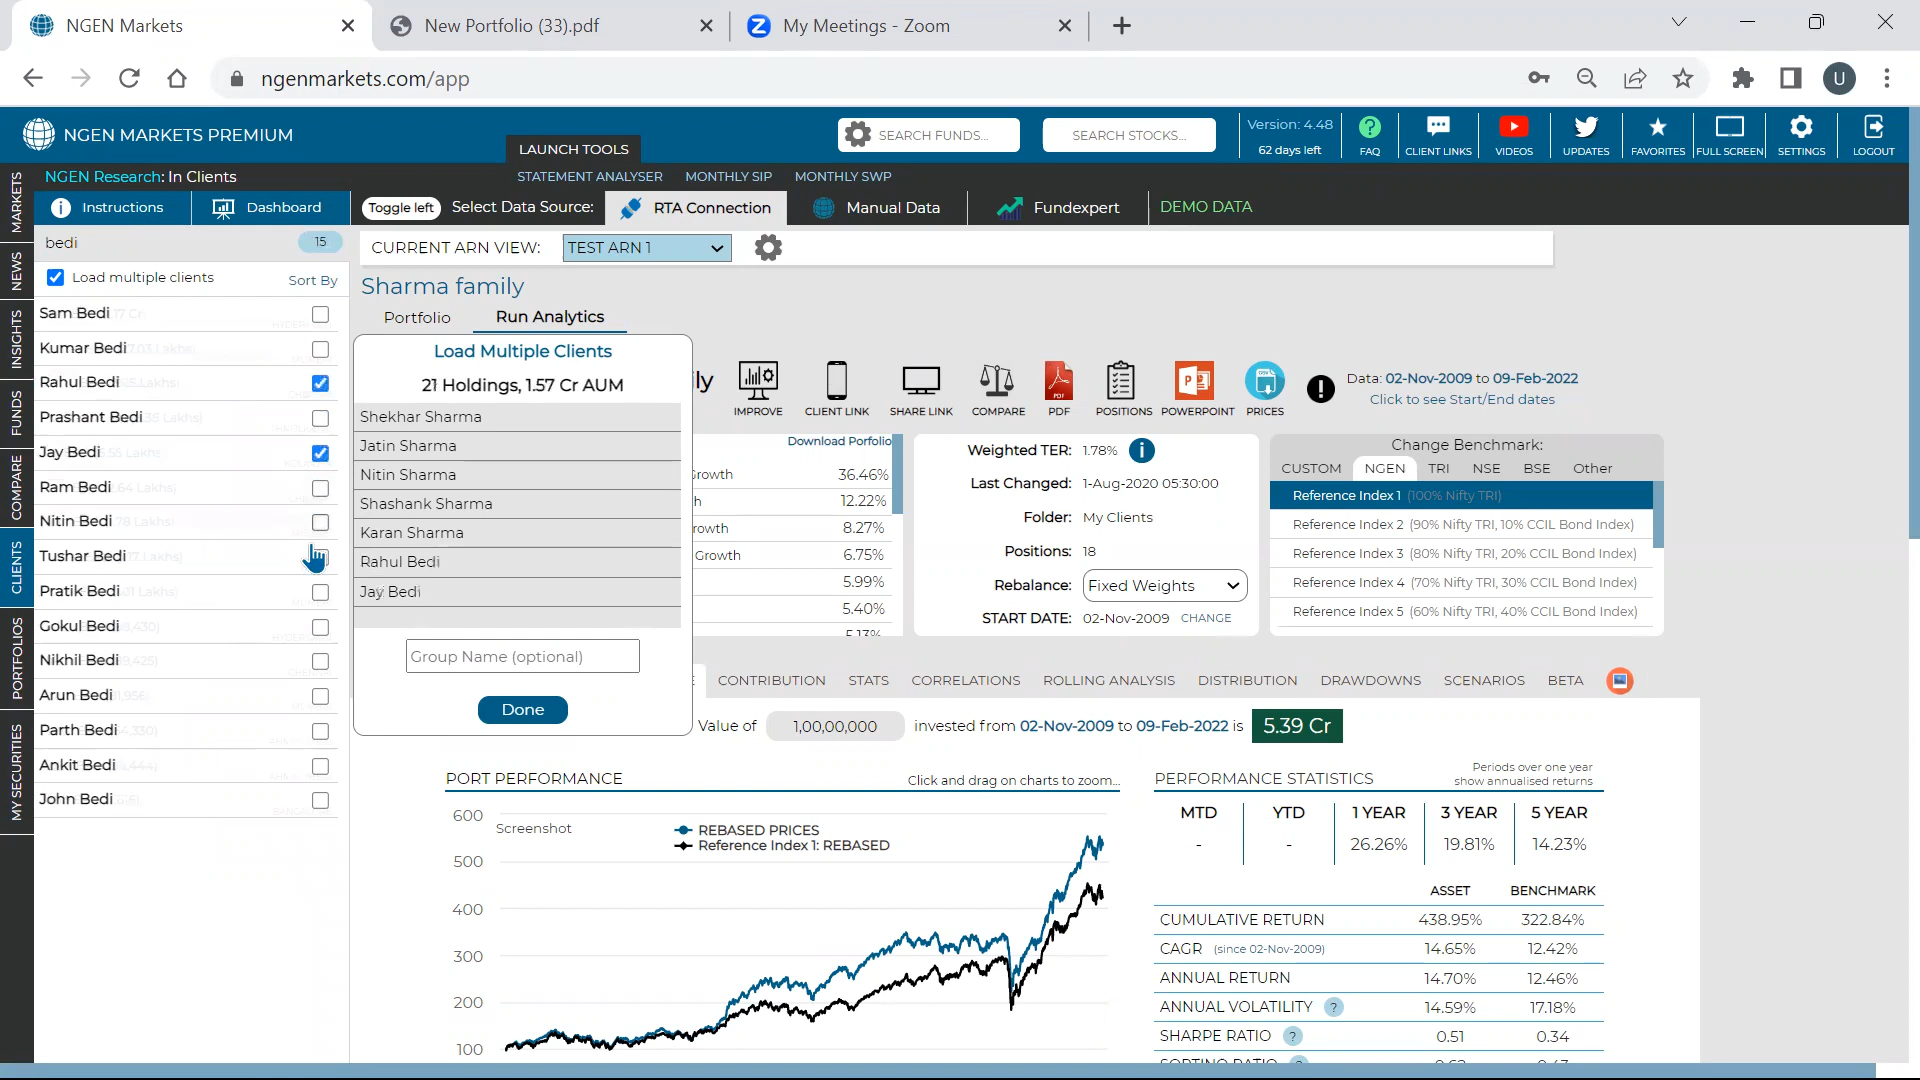 NGEN Markets
New Portfolio (33).pdf
My Meetings - Zoom
ngenmarkets.com/app
U
NGEN MARKETS PREMIUM
LAUNCH TOOLS
SEARCH FUNDS...
SEARCH STOCKS...
Version: 4.48
62 days left
FAQ
CLIENT LINKS
VIDEOS
UPDATES
FAVORITES
FULL SCREEN
SETTINGS
LOGOUT
NGEN Research: In Clients
STATEMENT ANALYSER
MONTHLY SIP
MONTHLY SWP
Instructions
Dashboard
Toggle left
Select Data Source:
RTA Connection
Manual Data
Fundexpert
DEMO DATA
MARKETS
NEWS
INSIGHTS
FUNDS
COMPARE
CLIENTS
PORTFOLIOS
MY SECURITIES
bedi
15
Load multiple clients
Sort By
Sam Bedi
Kumar Bedi
Rahul Bedi
Prashant Bedi
Jay Bedi
Ram Bedi
Nitin Bedi
Tushar Bedi
Pratik Bedi
Gokul Bedi
Nikhil Bedi
Arun Bedi
Parth Bedi
Ankit Bedi
John Bedi
CURRENT ARN VIEW:
TEST ARN 1
Sharma family
Portfolio
Run Analytics
Load Multiple Clients
21 Holdings, 1.57 Cr AUM
Shekhar Sharma
Jatin Sharma
Nitin Sharma
Shashank Sharma
Karan Sharma
Rahul Bedi
Jay Bedi
Group Name (optional)
Done
ly
IMPROVE
CLIENT LINK
SHARE LINK
COMPARE
PDF
POSITIONS
POWERPOINT
PRICES
Data: 02-Nov-2009 to 09-Feb-2022
Click to see Start/End dates
Download Porfolio
Growth 36.46%
h 12.22%
rowth 8.27%
Growth 6.75%
5.99%
5.40%
5.13%
Weighted TER: 1.78%
Last Changed: 1-Aug-2020 05:30:00
Folder: My Clients
Positions: 18
Rebalance: Fixed Weights
START DATE: 02-Nov-2009 CHANGE
Change Benchmark:
CUSTOM NGEN TRI NSE BSE Other
Reference Index 1 (100% Nifty TRI)
Reference Index 2 (90% Nifty TRI, 10% CCIL Bond Index)
Reference Index 3 (80% Nifty TRI, 20% CCIL Bond Index)
Reference Index 4 (70% Nifty TRI, 30% CCIL Bond Index)
Reference Index 5 (60% Nifty TRI, 40% CCIL Bond Index)
CONTRIBUTION STATS CORRELATIONS ROLLING ANALYSIS DISTRIBUTION DRAWDOWNS SCENARIOS BETA
Value of 1,00,00,000 invested from 02-Nov-2009 to 09-Feb-2022 is 5.39 Cr
PORT PERFORMANCE
Click and drag on charts to zoom...
Screenshot
REBASED PRICES
Reference Index 1: REBASED
600
500
400
300
200
100
PERFORMANCE STATISTICS
Periods over one year
show annualised returns
MTD YTD 1 YEAR 3 YEAR 5 YEAR
- - 26.26% 19.81% 14.23%
ASSET BENCHMARK
CUMULATIVE RETURN 438.95% 322.84%
CAGR (since 02-Nov-2009) 14.65% 12.42%
ANNUAL RETURN 14.70% 12.46%
ANNUAL VOLATILITY ? 14.59% 17.18%
SHARPE RATIO ? 0.51 0.34
SORTINO RATIO